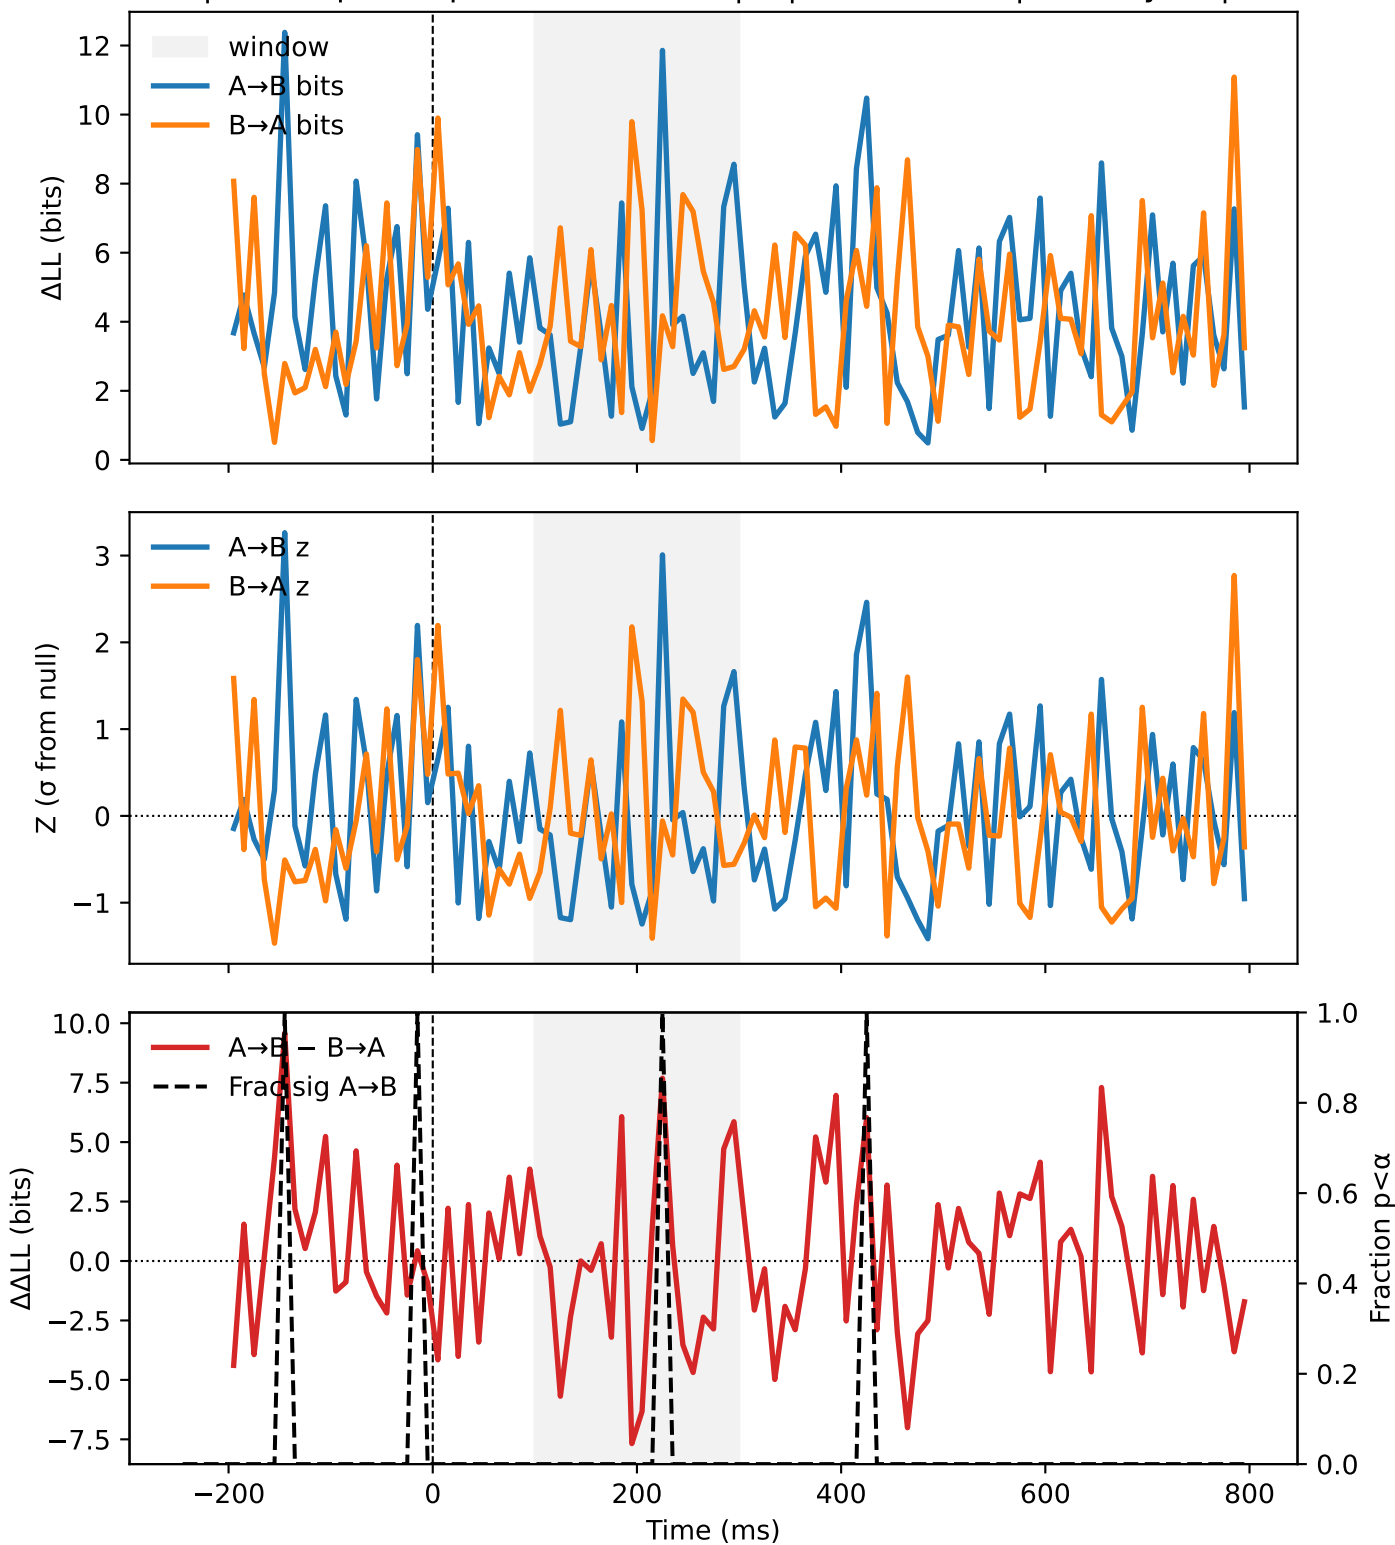 window
A→B bits
B→A bits
12
10
8
6
4
2
0
ΔLL (bits)
A→B z
B→A z
3
2
1
0
−1
Z (σ from null)
A→B − B→A
Frac sig A→B
10.0
7.5
5.0
2.5
0.0
−2.5
−5.0
−7.5
ΔΔLL (bits)
1.0
0.8
0.6
0.4
0.2
0.0
Fraction p<α
−200 0 200 400 600 800
Time (ms)